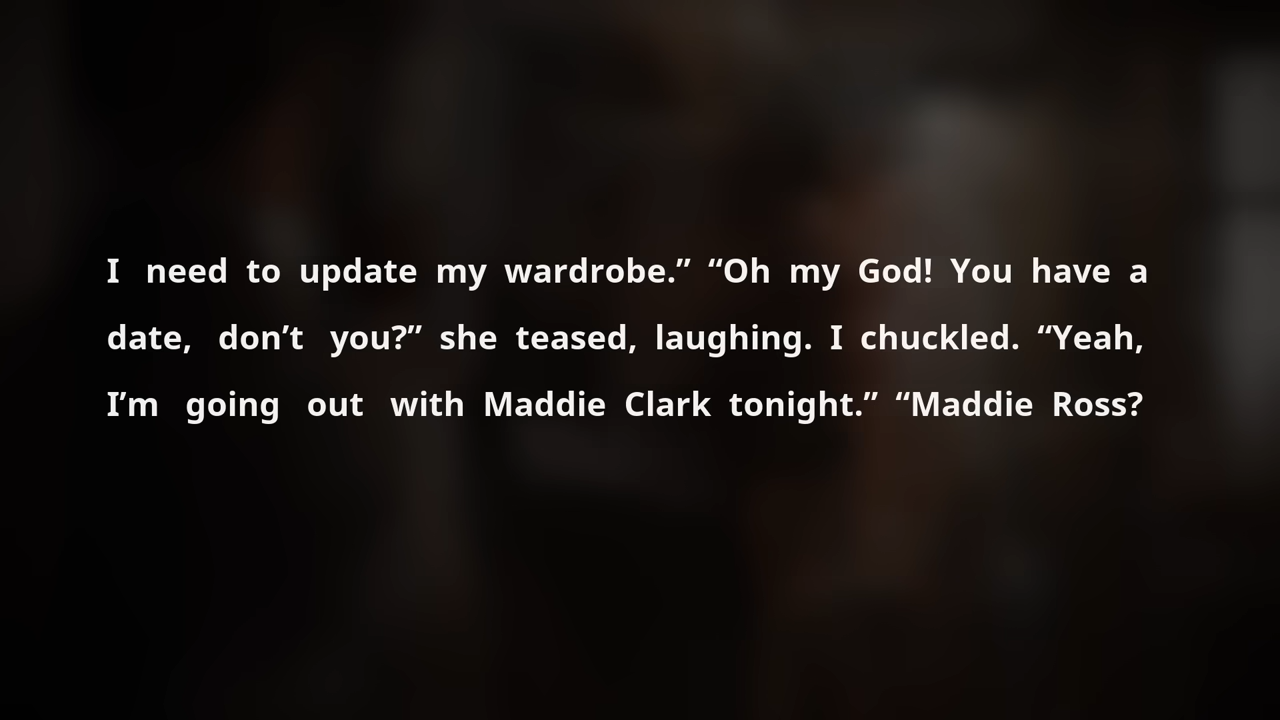 I need to update my wardrobe.” “Oh my God! You have a
date, don’t you?” she teased, laughing. I chuckled. “Yeah,
I’m going out with Maddie Clark tonight.” “Maddie Ross?